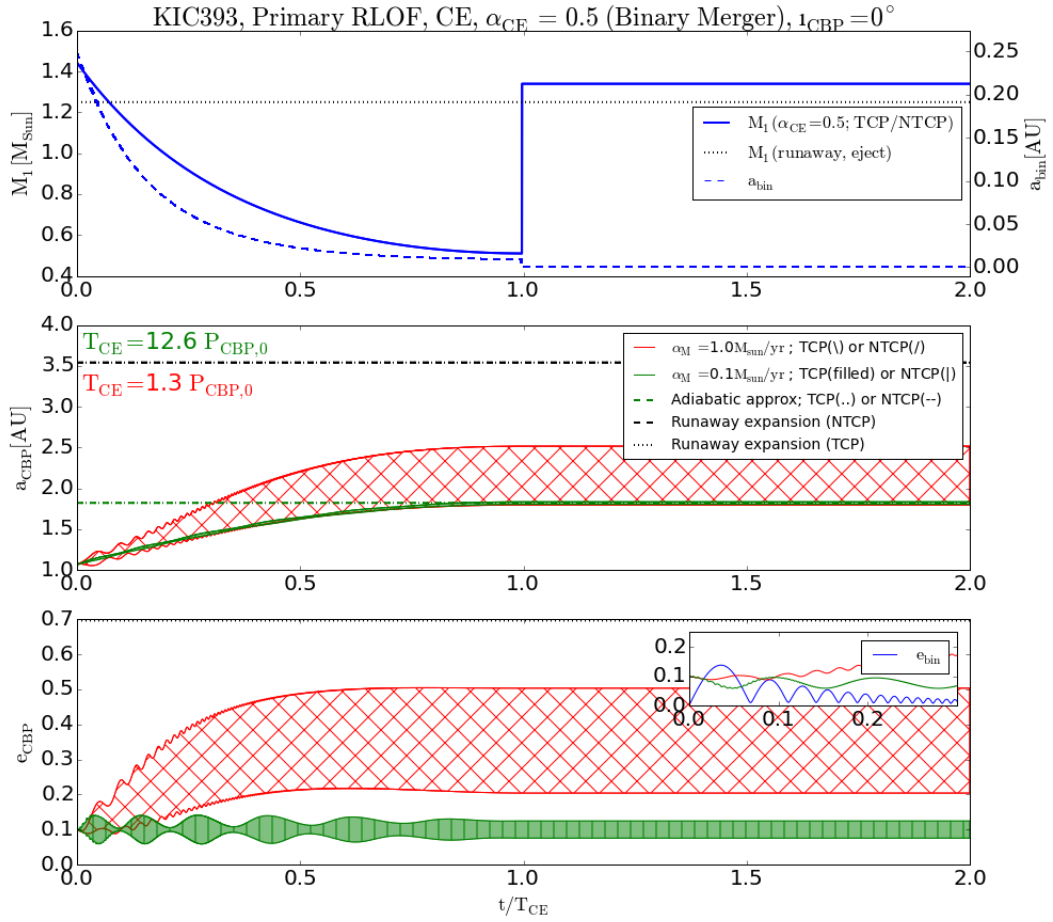 KIC393, Primary RLOF, CE, α_CE = 0.5 (Binary Merger), ı_CBP =0°
1.6
1.4
1.2
1.0
0.8
0.6
0.4
M_1 [M_Sun]
0.25
0.20
0.15
0.10
0.05
0.00
a_bin[AU]
M_1 (α_CE=0.5; TCP/NTCP)
M_1 (runaway, eject)
a_bin
0.0 0.5 1.0 1.5 2.0
4.0
3.5
3.0
2.5
2.0
1.5
1.0
a_CBP[AU]
T_CE=12.6 P_CBP,0
T_CE=1.3 P_CBP,0
α_M =1.0M_sun/yr ; TCP(\) or NTCP(/)
α_M =0.1M_sun/yr ; TCP(filled) or NTCP(|)
Adiabatic approx; TCP(..) or NTCP(--)
Runaway expansion (NTCP)
Runaway expansion (TCP)
0.0 0.5 1.0 1.5 2.0
0.7
0.6
0.5
0.4
0.3
0.2
0.1
0.0
e_CBP
0.2
0.1
0.0
e_bin
0.0 0.1 0.2
0.0 0.5 1.0 1.5 2.0
t/T_CE